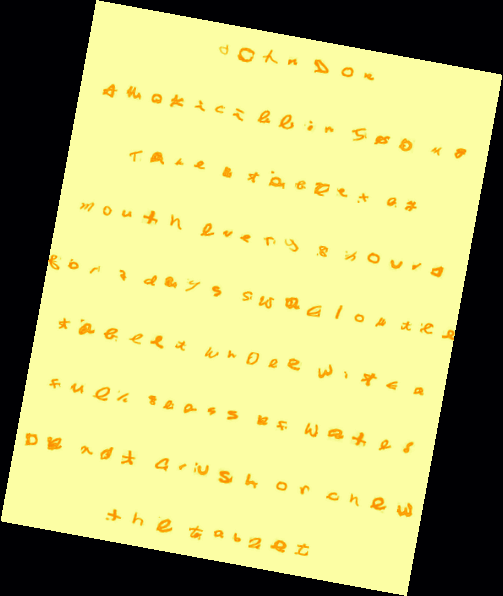 John Doe
Amoxicillin 500 mg
Take 1 tablet by
mouth every 8 hours
for 7 days Swallow the
tablet whole with a
full glass of water
Do not crush or chew
the tablet